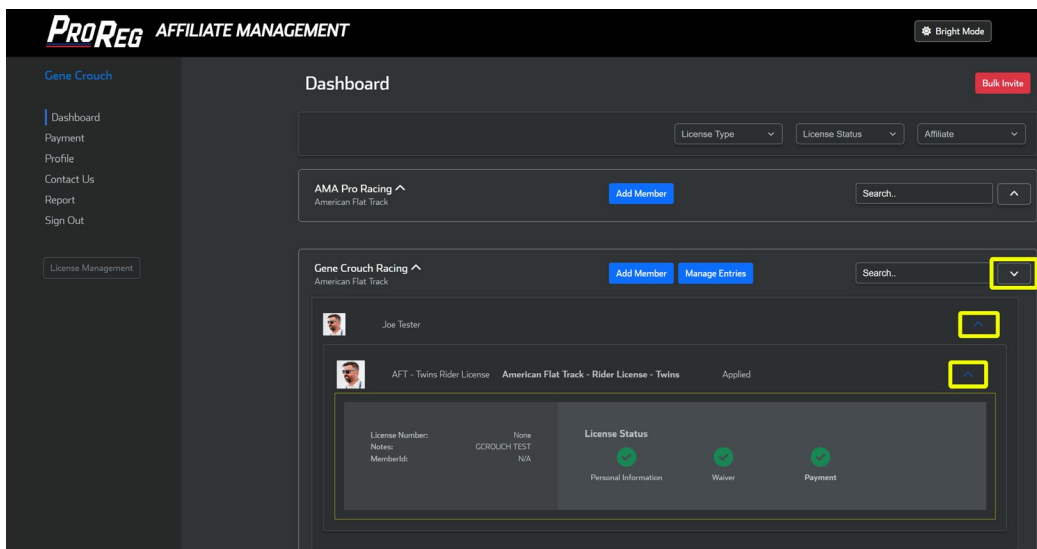 PROREG AFFILIATE MANAGEMENT
Bright Mode
Gene Crouch
Dashboard
Payment
Profile
Contact Us
Report
Sign Out
License Management
Dashboard
Bulk Invite
License Type
License Status
Affiliate
AMA Pro Racing
American Flat Track
Add Member
Search..
Gene Crouch Racing
American Flat Track
Add Member
Manage Entries
Search..
Joe Tester
AFT - Twins Rider License American Flat Track - Rider License - Twins Applied
License Number: None
Notes: GCROUCH TEST
MemberId: N/A
License Status
Personal Information
Waiver
Payment